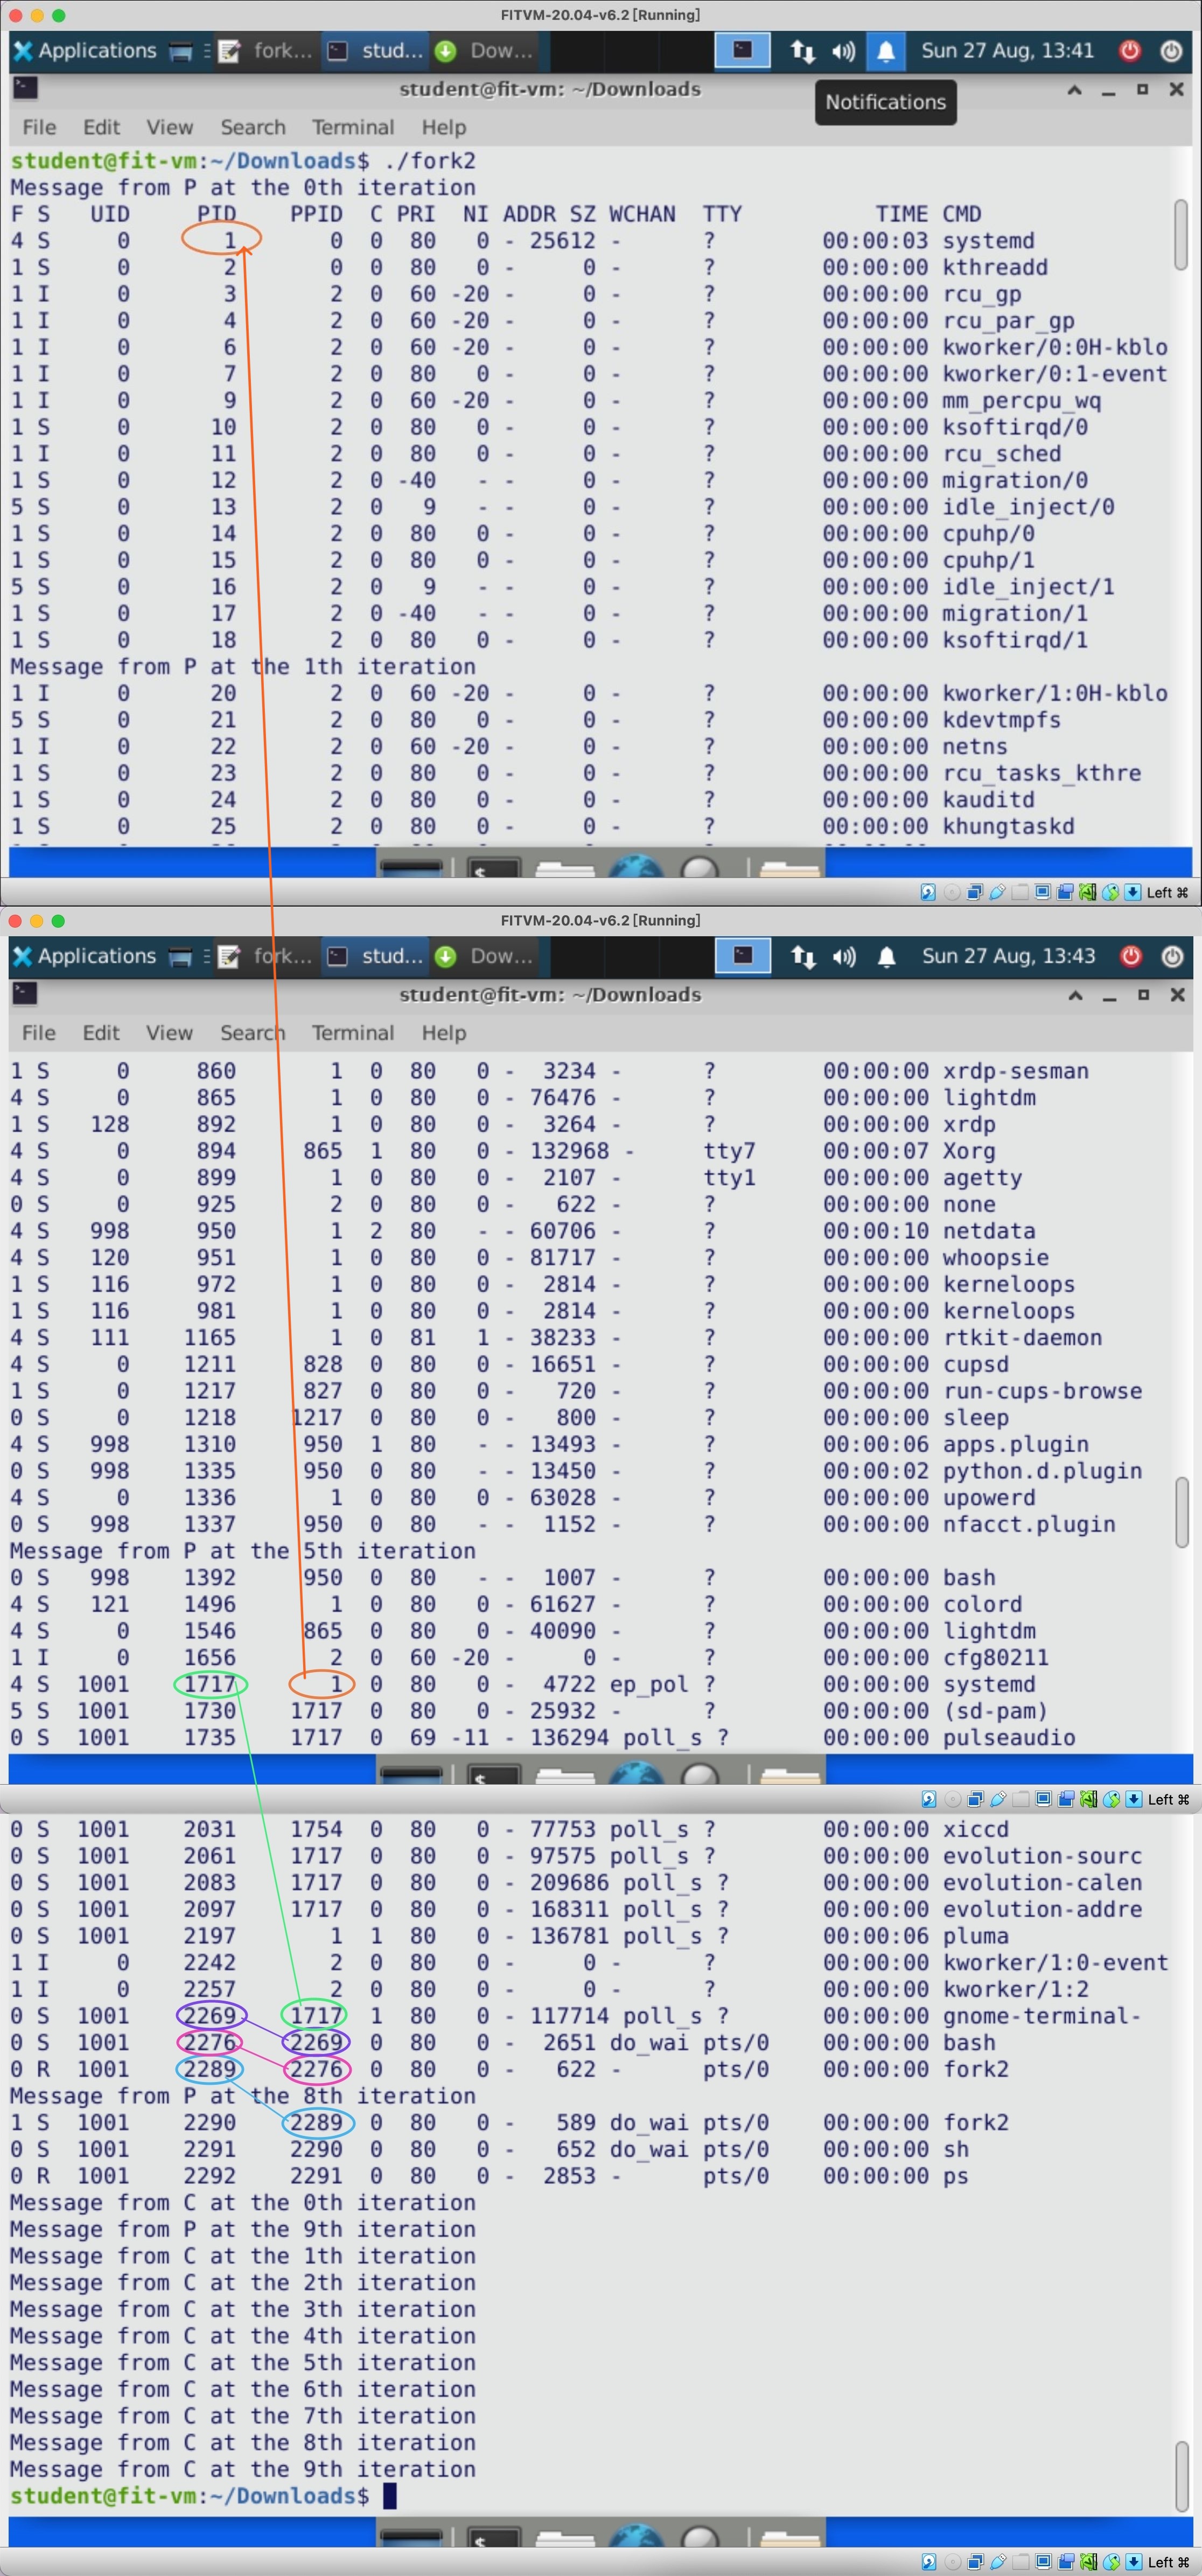 FITVM-20.04-v6.2 [Running]
Applications fork... stud... Dow... Sun 27 Aug, 13:41
student@fit-vm: ~/Downloads
Notifications
File Edit View Search Terminal Help
student@fit-vm:~/Downloads$ ./fork2
Message from P at the 0th iteration
F S UID PID PPID C PRI NI ADDR SZ WCHAN TTY TIME CMD
4 S 0 1 0 0 80 0 - 25612 - ? 00:00:03 systemd
1 S 0 2 0 0 80 0 - 0 - ? 00:00:00 kthreadd
1 I 0 3 2 0 60 -20 - 0 - ? 00:00:00 rcu_gp
1 I 0 4 2 0 60 -20 - 0 - ? 00:00:00 rcu_par_gp
1 I 0 6 2 0 60 -20 - 0 - ? 00:00:00 kworker/0:0H-kblo
1 I 0 7 2 0 80 0 - 0 - ? 00:00:00 kworker/0:1-event
1 I 0 9 2 0 60 -20 - 0 - ? 00:00:00 mm_percpu_wq
1 S 0 10 2 0 80 0 - 0 - ? 00:00:00 ksoftirqd/0
1 I 0 11 2 0 80 0 - 0 - ? 00:00:00 rcu_sched
1 S 0 12 2 0 -40 - - 0 - ? 00:00:00 migration/0
5 S 0 13 2 0 9 - - 0 - ? 00:00:00 idle_inject/0
1 S 0 14 2 0 80 0 - 0 - ? 00:00:00 cpuhp/0
1 S 0 15 2 0 80 0 - 0 - ? 00:00:00 cpuhp/1
5 S 0 16 2 0 9 - - 0 - ? 00:00:00 idle_inject/1
1 S 0 17 2 0 -40 - - 0 - ? 00:00:00 migration/1
1 S 0 18 2 0 80 0 - 0 - ? 00:00:00 ksoftirqd/1
Message from P at the 1th iteration
1 I 0 20 2 0 60 -20 - 0 - ? 00:00:00 kworker/1:0H-kblo
5 S 0 21 2 0 80 0 - 0 - ? 00:00:00 kdevtmpfs
1 I 0 22 2 0 60 -20 - 0 - ? 00:00:00 netns
1 S 0 23 2 0 80 0 - 0 - ? 00:00:00 rcu_tasks_kthre
1 S 0 24 2 0 80 0 - 0 - ? 00:00:00 kauditd
1 S 0 25 2 0 80 0 - 0 - ? 00:00:00 khungtaskd
Left ⌘
FITVM-20.04-v6.2 [Running]
Applications fork... stud... Dow... Sun 27 Aug, 13:43
student@fit-vm: ~/Downloads
File Edit View Search Terminal Help
1 S 0 860 1 0 80 0 - 3234 - ? 00:00:00 xrdp-sesman
4 S 0 865 1 0 80 0 - 76476 - ? 00:00:00 lightdm
1 S 128 892 1 0 80 0 - 3264 - ? 00:00:00 xrdp
4 S 0 894 865 1 80 0 - 132968 - tty7 00:00:07 Xorg
4 S 0 899 1 0 80 0 - 2107 - tty1 00:00:00 agetty
0 S 0 925 2 0 80 0 - 622 - ? 00:00:00 none
4 S 998 950 1 2 80 - - 60706 - ? 00:00:10 netdata
4 S 120 951 1 0 80 0 - 81717 - ? 00:00:00 whoopsie
1 S 116 972 1 0 80 0 - 2814 - ? 00:00:00 kerneloops
1 S 116 981 1 0 80 0 - 2814 - ? 00:00:00 kerneloops
4 S 111 1165 1 0 81 1 - 38233 - ? 00:00:00 rtkit-daemon
4 S 0 1211 828 0 80 0 - 16651 - ? 00:00:00 cupsd
1 S 0 1217 827 0 80 0 - 720 - ? 00:00:00 run-cups-browse
0 S 0 1218 1217 0 80 0 - 800 - ? 00:00:00 sleep
4 S 998 1310 950 1 80 - - 13493 - ? 00:00:06 apps.plugin
0 S 998 1335 950 0 80 - - 13450 - ? 00:00:02 python.d.plugin
4 S 0 1336 1 0 80 0 - 63028 - ? 00:00:00 upowerd
0 S 998 1337 950 0 80 - - 1152 - ? 00:00:00 nfacct.plugin
Message from P at the 5th iteration
0 S 998 1392 950 0 80 - - 1007 - ? 00:00:00 bash
4 S 121 1496 1 0 80 0 - 61627 - ? 00:00:00 colord
4 S 0 1546 865 0 80 0 - 40090 - ? 00:00:00 lightdm
1 I 0 1656 2 0 60 -20 - 0 - ? 00:00:00 cfg80211
4 S 1001 1717 1 0 80 0 - 4722 ep_pol ? 00:00:00 systemd
5 S 1001 1730 1717 0 80 0 - 25932 - ? 00:00:00 (sd-pam)
0 S 1001 1735 1717 0 69 -11 - 136294 poll_s ? 00:00:00 pulseaudio
Left ⌘
0 S 1001 2031 1754 0 80 0 - 77753 poll_s ? 00:00:00 xiccd
0 S 1001 2061 1717 0 80 0 - 97575 poll_s ? 00:00:00 evolution-sourc
0 S 1001 2083 1717 0 80 0 - 209686 poll_s ? 00:00:00 evolution-calen
0 S 1001 2097 1717 0 80 0 - 168311 poll_s ? 00:00:00 evolution-addre
0 S 1001 2197 1 1 80 0 - 136781 poll_s ? 00:00:06 pluma
1 I 0 2242 2 0 80 0 - 0 - ? 00:00:00 kworker/1:0-event
1 I 0 2257 2 0 80 0 - 0 - ? 00:00:00 kworker/1:2
0 S 1001 2269 1717 1 80 0 - 117714 poll_s ? 00:00:00 gnome-terminal-
0 S 1001 2276 2269 0 80 0 - 2651 do_wai pts/0 00:00:00 bash
0 R 1001 2289 2276 0 80 0 - 622 - pts/0 00:00:00 fork2
Message from P at the 8th iteration
1 S 1001 2290 2289 0 80 0 - 589 do_wai pts/0 00:00:00 fork2
0 S 1001 2291 2290 0 80 0 - 652 do_wai pts/0 00:00:00 sh
0 R 1001 2292 2291 0 80 0 - 2853 - pts/0 00:00:00 ps
Message from C at the 0th iteration
Message from P at the 9th iteration
Message from C at the 1th iteration
Message from C at the 2th iteration
Message from C at the 3th iteration
Message from C at the 4th iteration
Message from C at the 5th iteration
Message from C at the 6th iteration
Message from C at the 7th iteration
Message from C at the 8th iteration
Message from C at the 9th iteration
student@fit-vm:~/Downloads$
Left ⌘